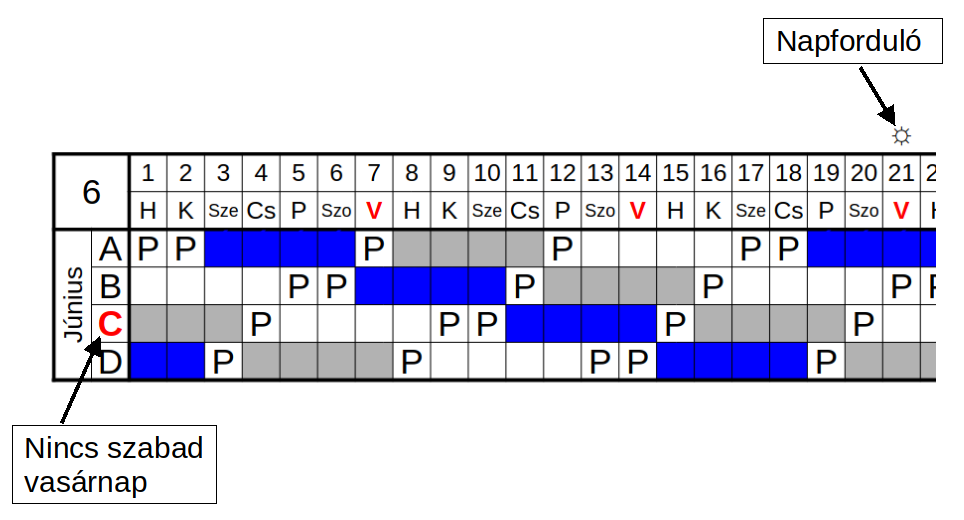 Napforduló
☼
6
1 2 3 4 5 6 7 8 9 10 11 12 13 14 15 16 17 18 19 20 21
H K Sze Cs P Szo V H K Sze Cs P Szo V H K Sze Cs P Szo V
Június
A P P P P P P
B P P P P P
C P P P P P
D P P P P P
Nincs szabad
vasárnap